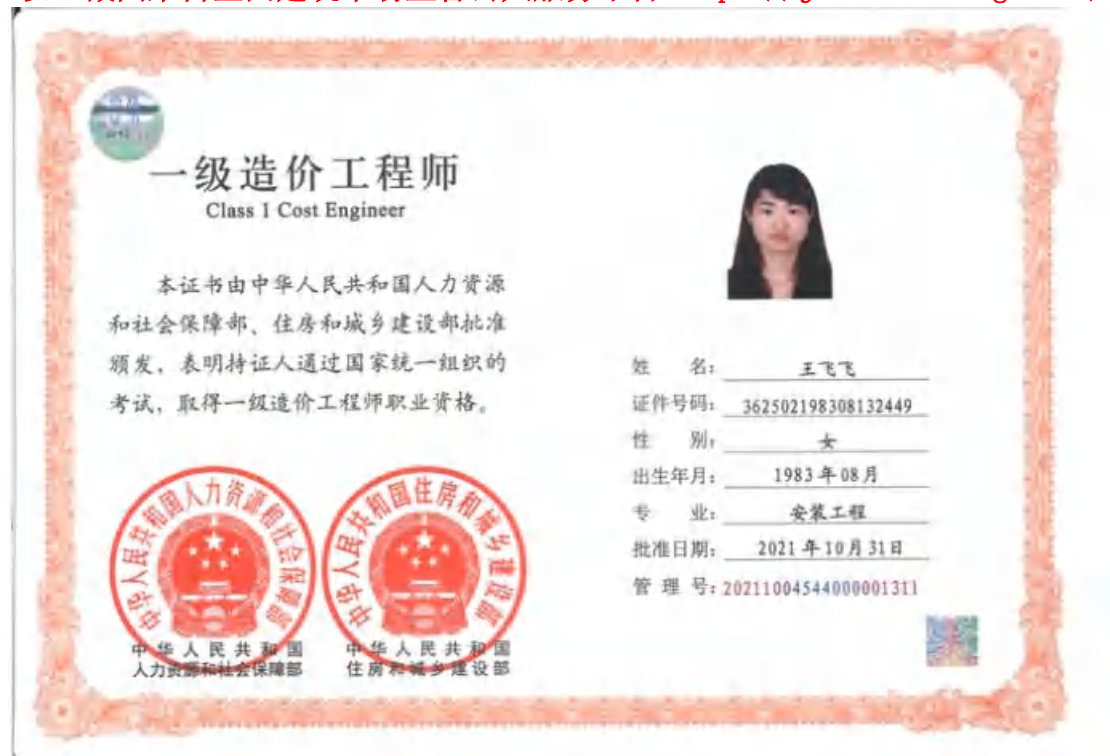 一级造价工程师
Class 1 Cost Engineer
本证书由中华人民共和国人力资源
和社会保障部、住房和城乡建设部批准
颁发,表明持证人通过国家统一组织的
考试,取得一级造价工程师职业资格。
中华人民共和国人力资源和社会保障部
中华人民共和国住房和城乡建设部
中华人民共和国
人力资源和社会保障部
中华人民共和国
住房和城乡建设部
姓 名: 王飞飞
证件号码: 362502198308132449
性 别: 女
出生年月: 1983年08月
专 业: 安装工程
批准日期: 2021年10月31日
管 理 号: 20211004544000001311